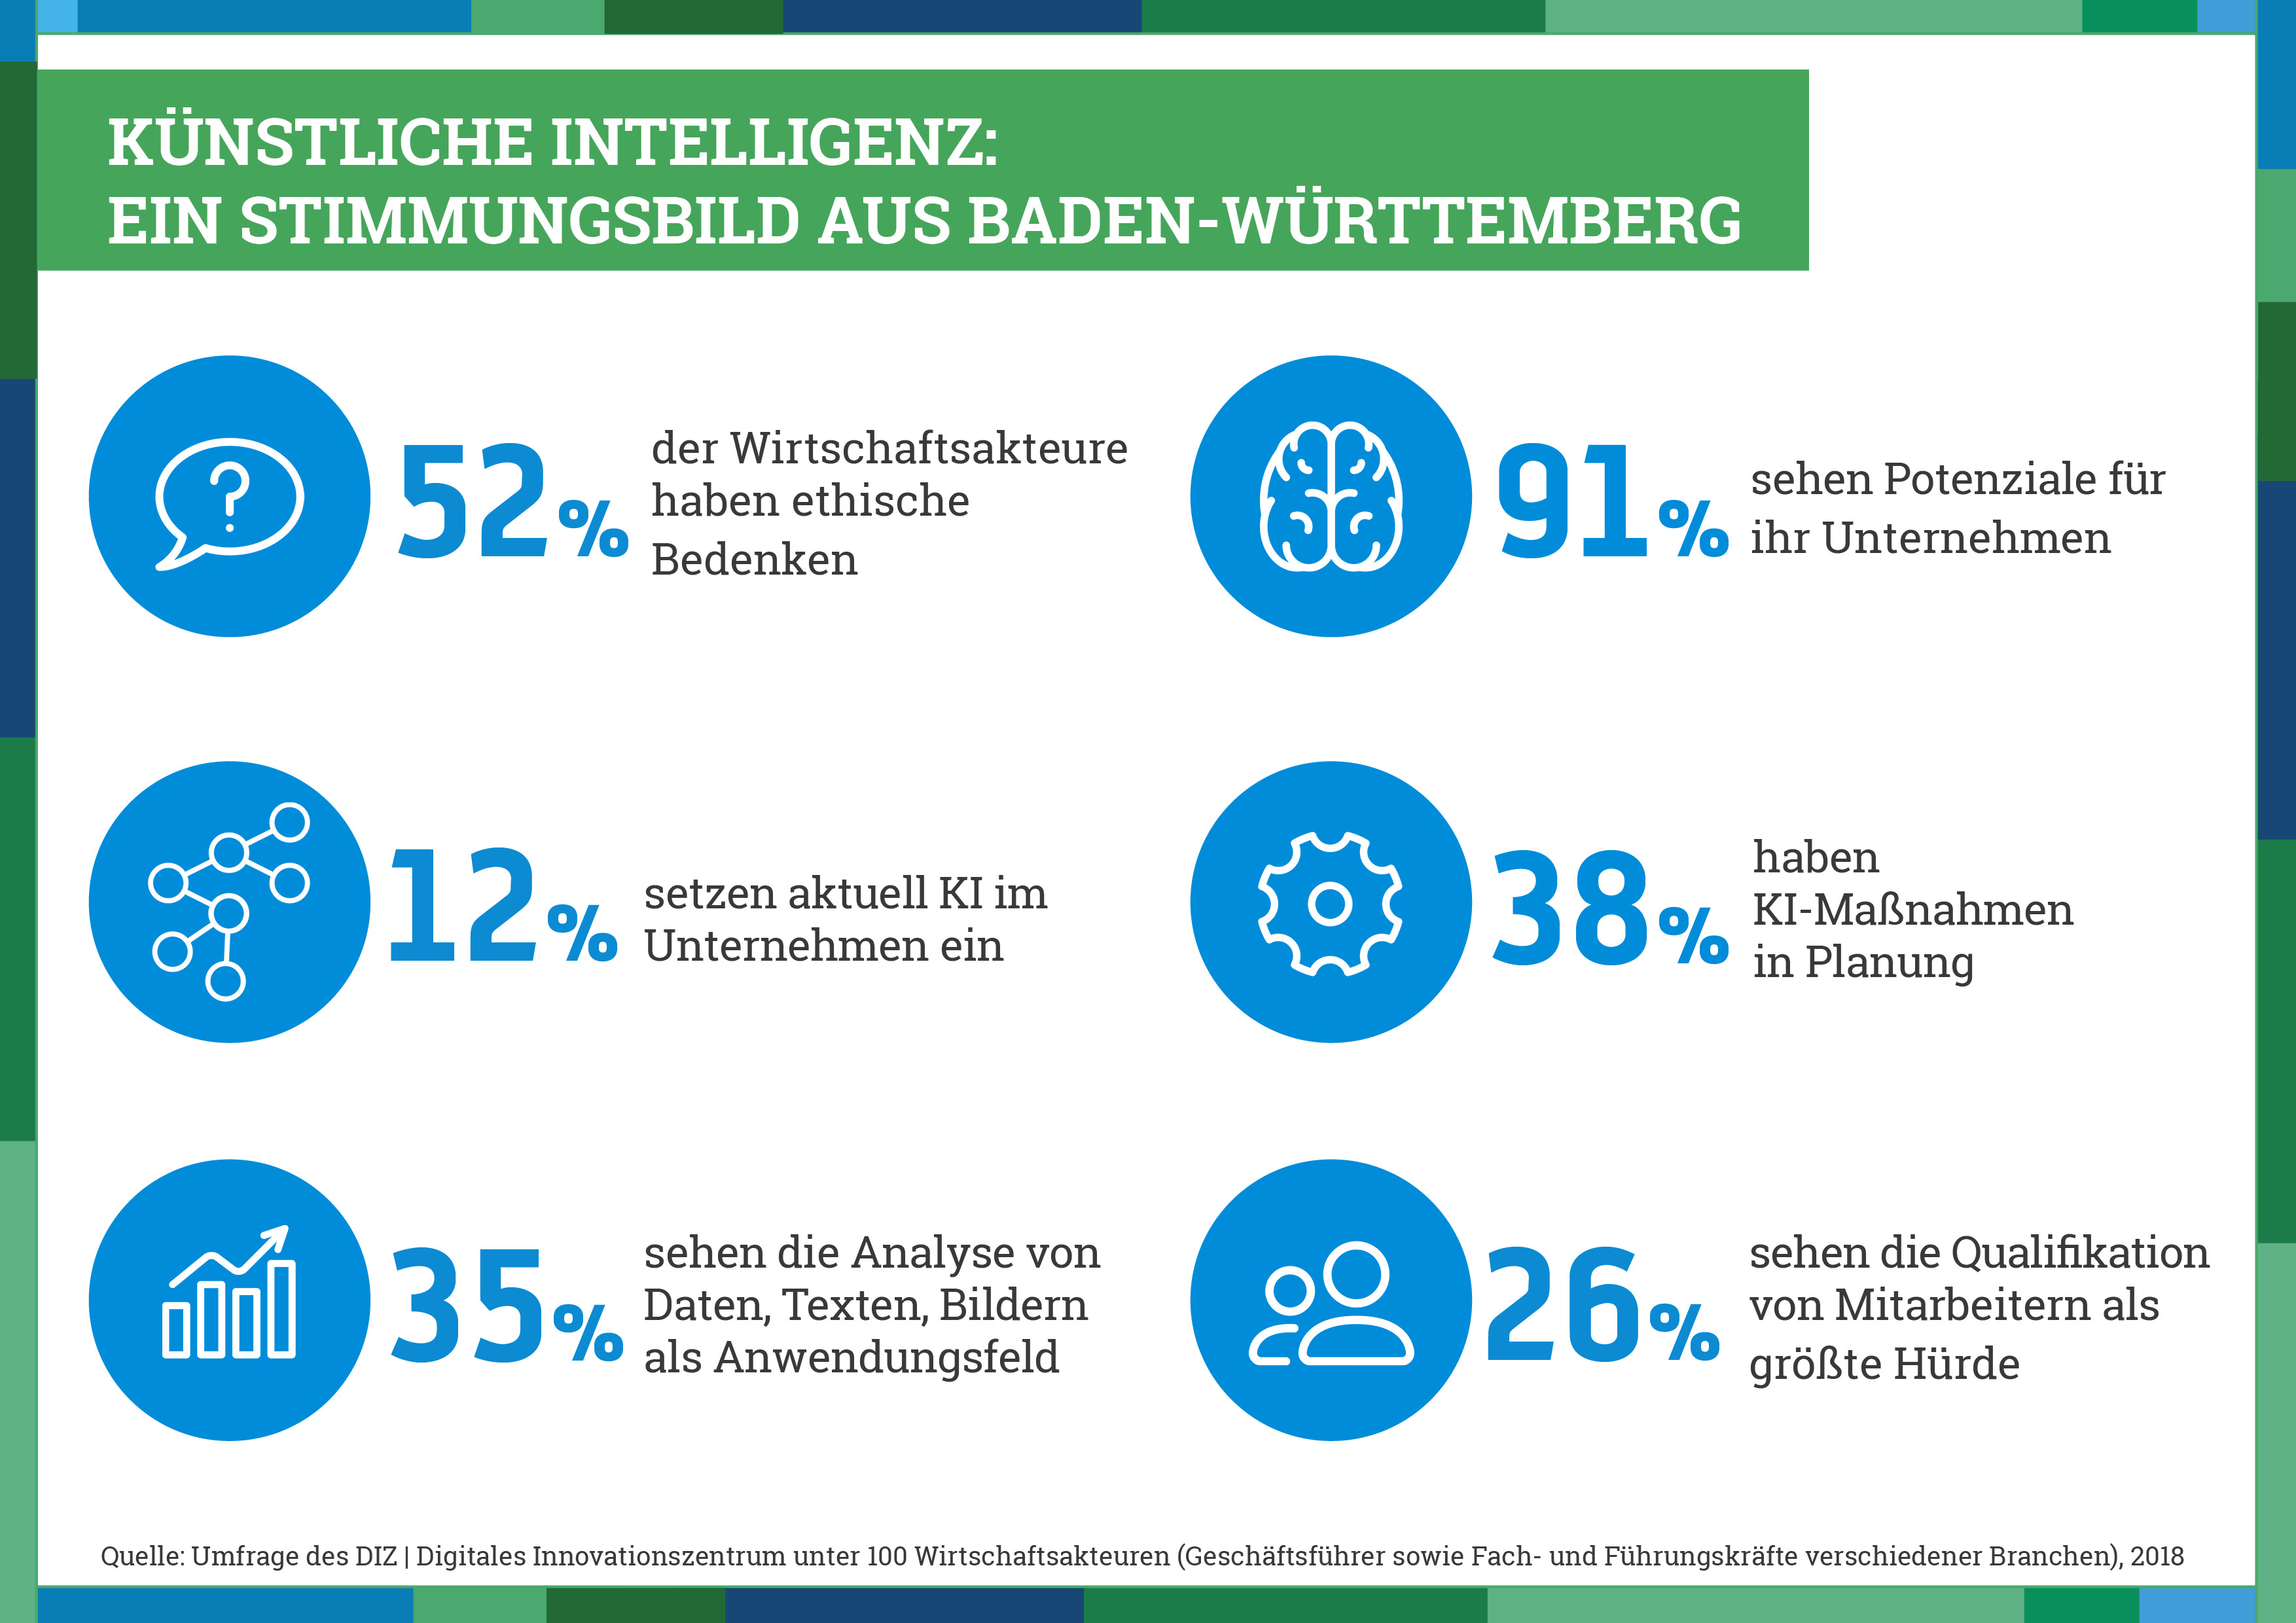 KÜNSTLICHE INTELLIGENZ:
EIN STIMMUNGSBILD AUS BADEN-WÜRTTEMBERG
52%
der Wirtschaftsakteure
haben ethische
Bedenken
91%
sehen Potenziale für
ihr Unternehmen
12%
setzen aktuell KI im
Unternehmen ein
38%
haben
KI-Maßnahmen
in Planung
35%
sehen die Analyse von
Daten, Texten, Bildern
als Anwendungsfeld
26%
sehen die Qualifikation
von Mitarbeitern als
größte Hürde
Quelle: Umfrage des DIZ | Digitales Innovationszentrum unter 100 Wirtschaftsakteuren (Geschäftsführer sowie Fach- und Führungskräfte verschiedener Branchen), 2018